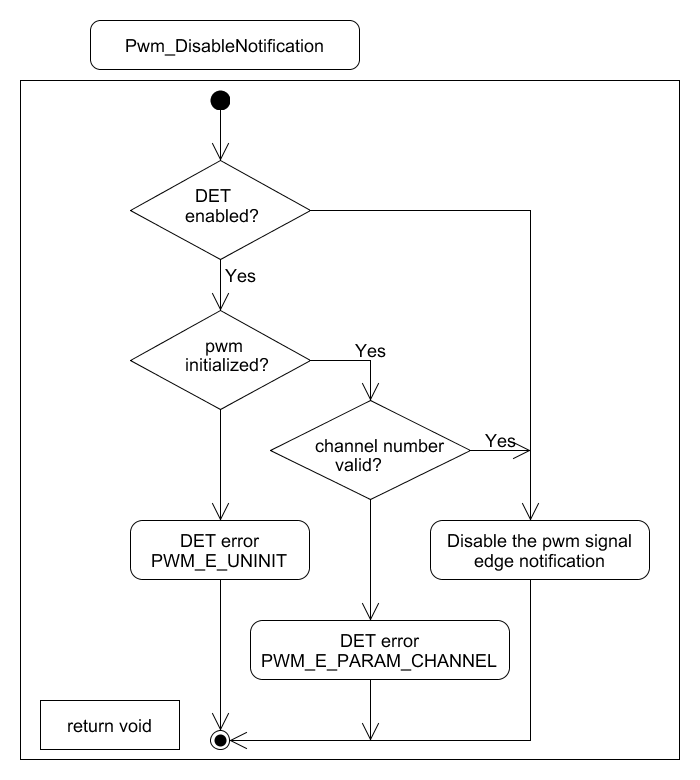 Pwm_DisableNotification
DET
enabled?
Yes
pwm
initialized?
Yes
channel number
valid?
Yes
DET error
PWM_E_UNINIT
Disable the pwm signal
edge notification
DET error
PWM_E_PARAM_CHANNEL
return void